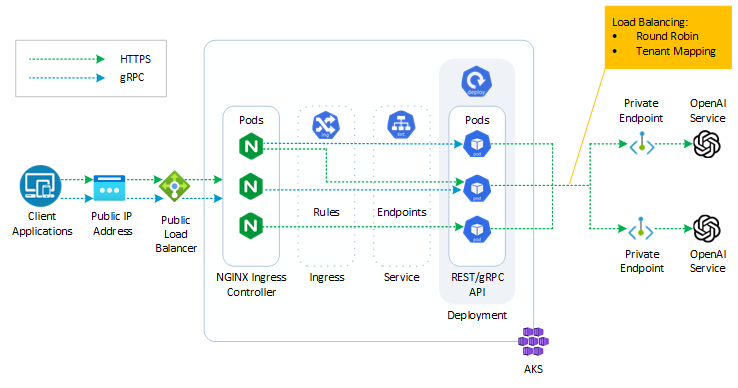 Load Balancing:
• Round Robin
• Tenant Mapping
HTTPS
gRPC
deploy
Pods
ing
svc
Pods
Private
Endpoint
OpenAI
Service
pod
pod
pod
Client
Applications
Public IP
Address
Public
Load
Balancer
Rules
Endpoints
NGINX Ingress
Controller
Ingress
Service
REST/gRPC
API
Deployment
Private
Endpoint
OpenAI
Service
AKS